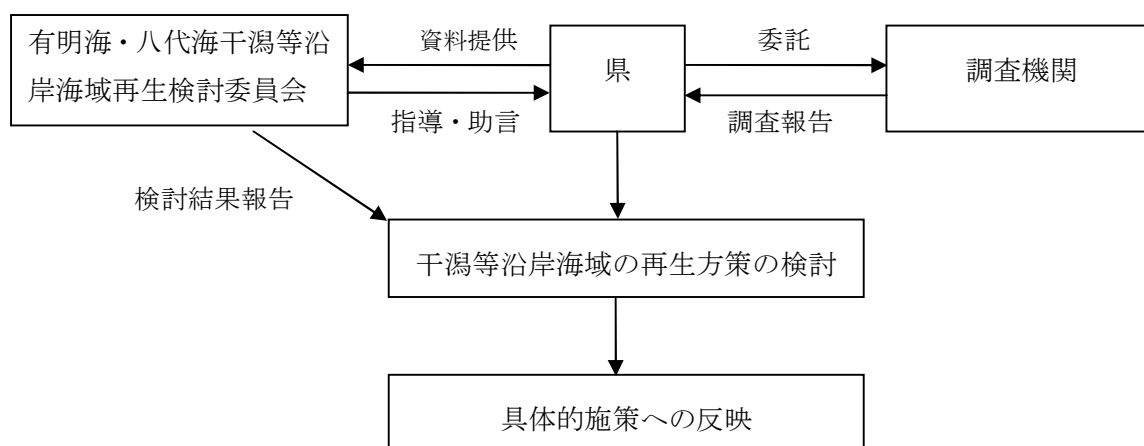 有明海・八代海干潟等沿
岸海域再生検討委員会
資料提供
指導・助言
県
委託
調査報告
調査機関
検討結果報告
干潟等沿岸海域の再生方策の検討
具体的施策への反映